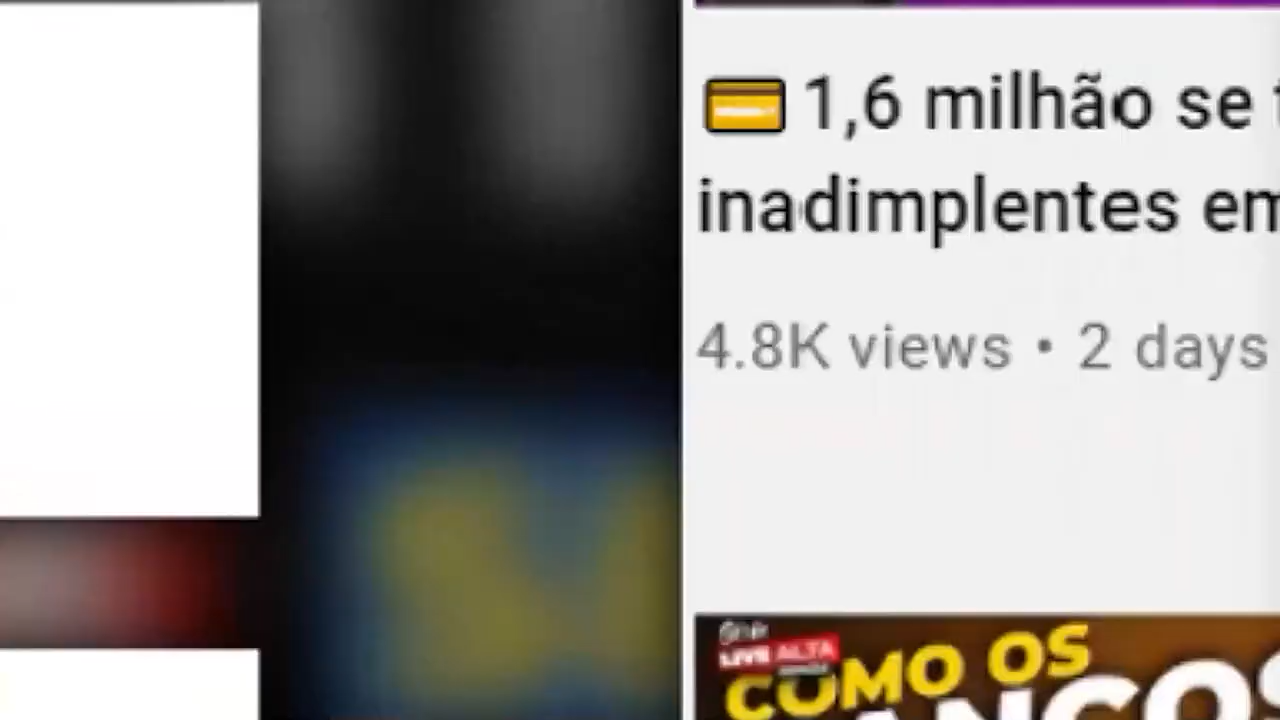 1,6 milhão se
inadimplentes em
4.8K views • 2 days
LIVE ALTA
COMO OS